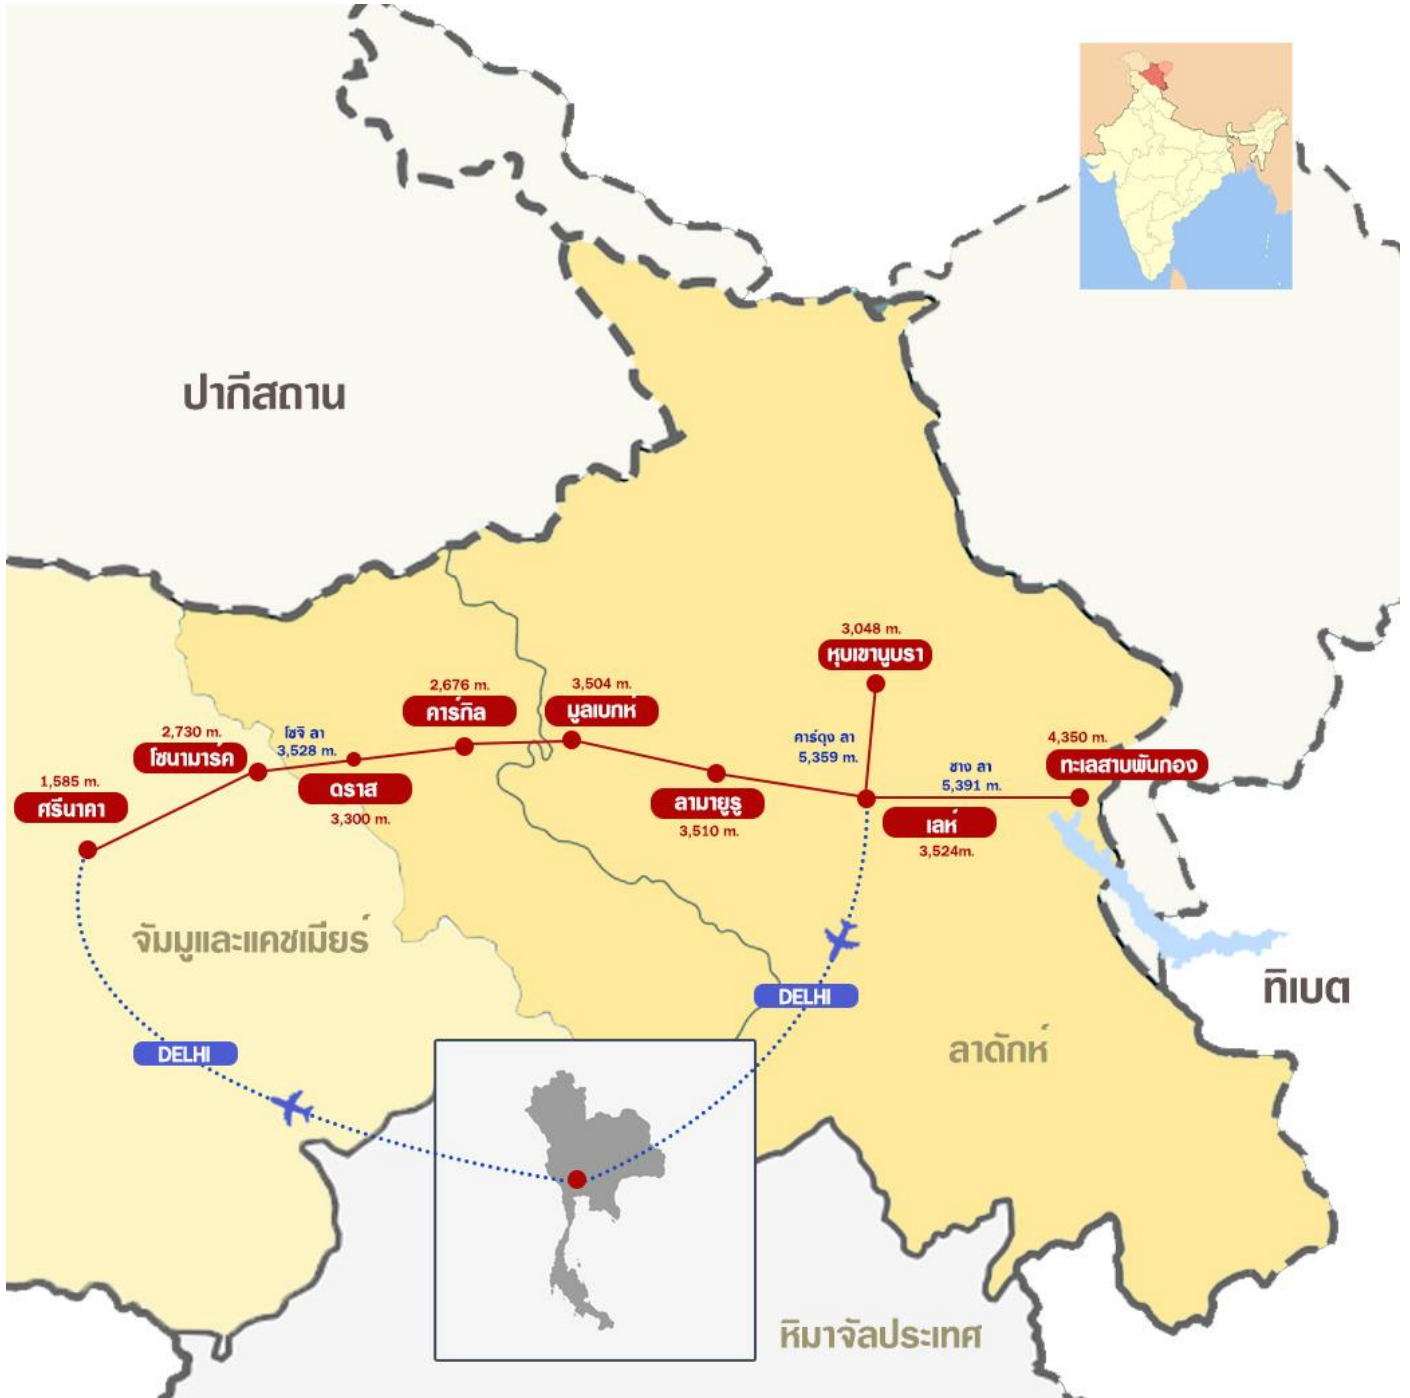 ปากีสถาน
3,048 m.
หุบเขานูบรา
2,676 m.
คาร์กิล
3,504 m.
มูลเบกห์
2,730 m.
โซนามาร์ค
โซจิ ลา
3,528 m.
คาร์ดุง ลา
5,359 m.
4,350 m.
ทะเลสาบพันกอง
ชาง ลา
5,391 m.
1,585 m.
ศรีนาคา
ดราส
3,300 m.
ลามายูรู
3,510 m.
เลห์
3,524m.
จัมมูและแคชเมียร์
DELHI
ทิเบต
DELHI
ลาดักห์
หิมาจัลประเทศ